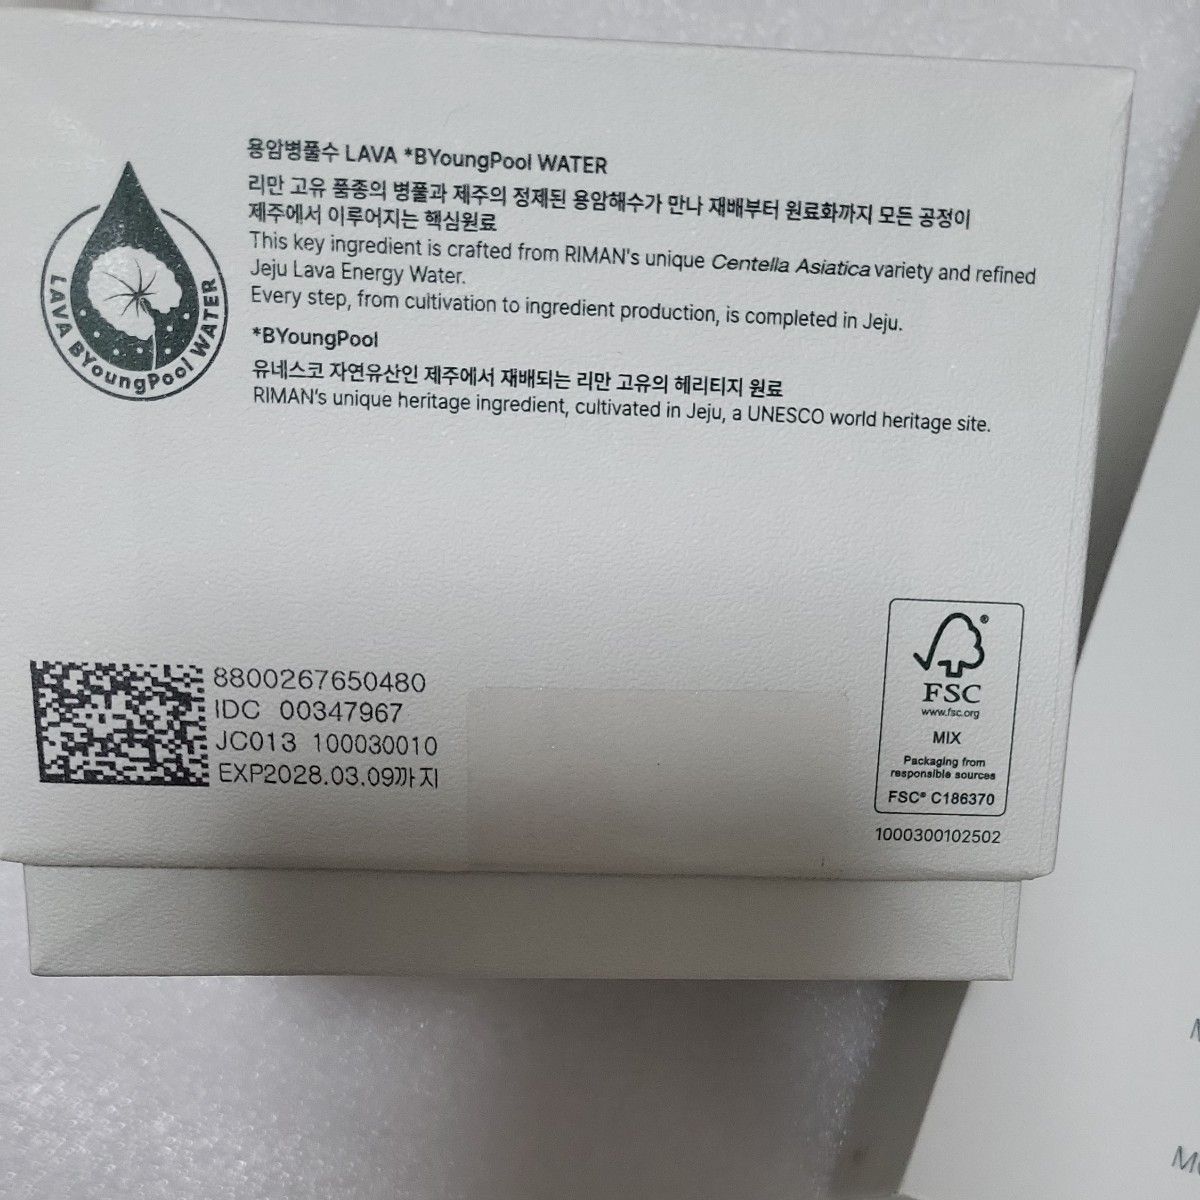 용암병풀수 LAVA *BYoungPool WATER
리만 고유 품종의 병풀과 제주의 정제된 용암해수가 만나 재배부터 원료화까지 모든 공정이
제주에서 이루어지는 핵심원료
This key ingredient is crafted from RIMAN's unique Centella Asiatica variety and refined
Jeju Lava Energy Water.
Every step, from cultivation to ingredient production, is completed in Jeju.
*BYoungPool
유네스코 자연유산인 제주에서 재배되는 리만 고유의 헤리티지 원료
RIMAN's unique heritage ingredient, cultivated in Jeju, a UNESCO world heritage site.
LAVA BYoungPool WATER
8800267650480
IDC 00347967
JC013 100030010
EXP2028.03.09까지
®
FSC
www.fsc.org
MIX
Packaging from
responsible sources
FSC® C186370
1000300102502